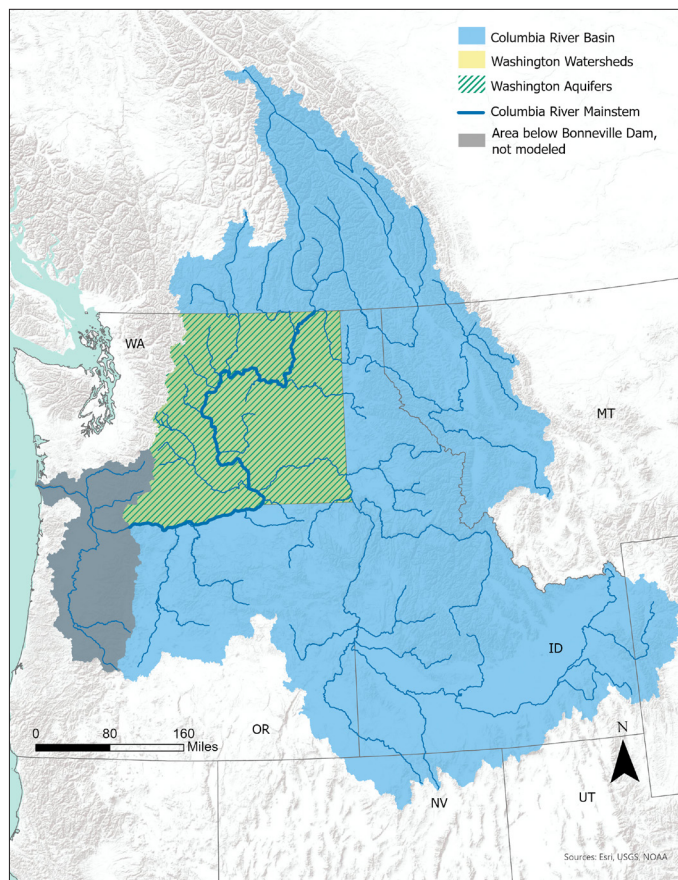 Columbia River Basin
Washington Watersheds
Washington Aquifers
Columbia River Mainstem
Area below Bonneville Dam,
not modeled
WA
MT
ID
OR
0 80 160
Miles
N
NV
UT
Sources: Esri, USGS, NOAA